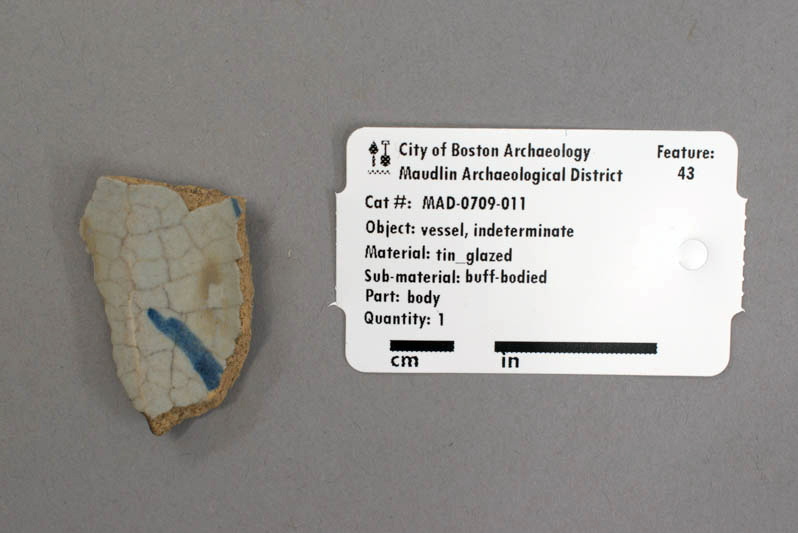 City of Boston Archaeology
Maudlin Archaeological District
Feature:
43
Cat #: MAD-0709-011
Object: vessel, indeterminate
Material: tin_glazed
Sub-material: buff-bodied
Part: body
Quantity: 1
cm in